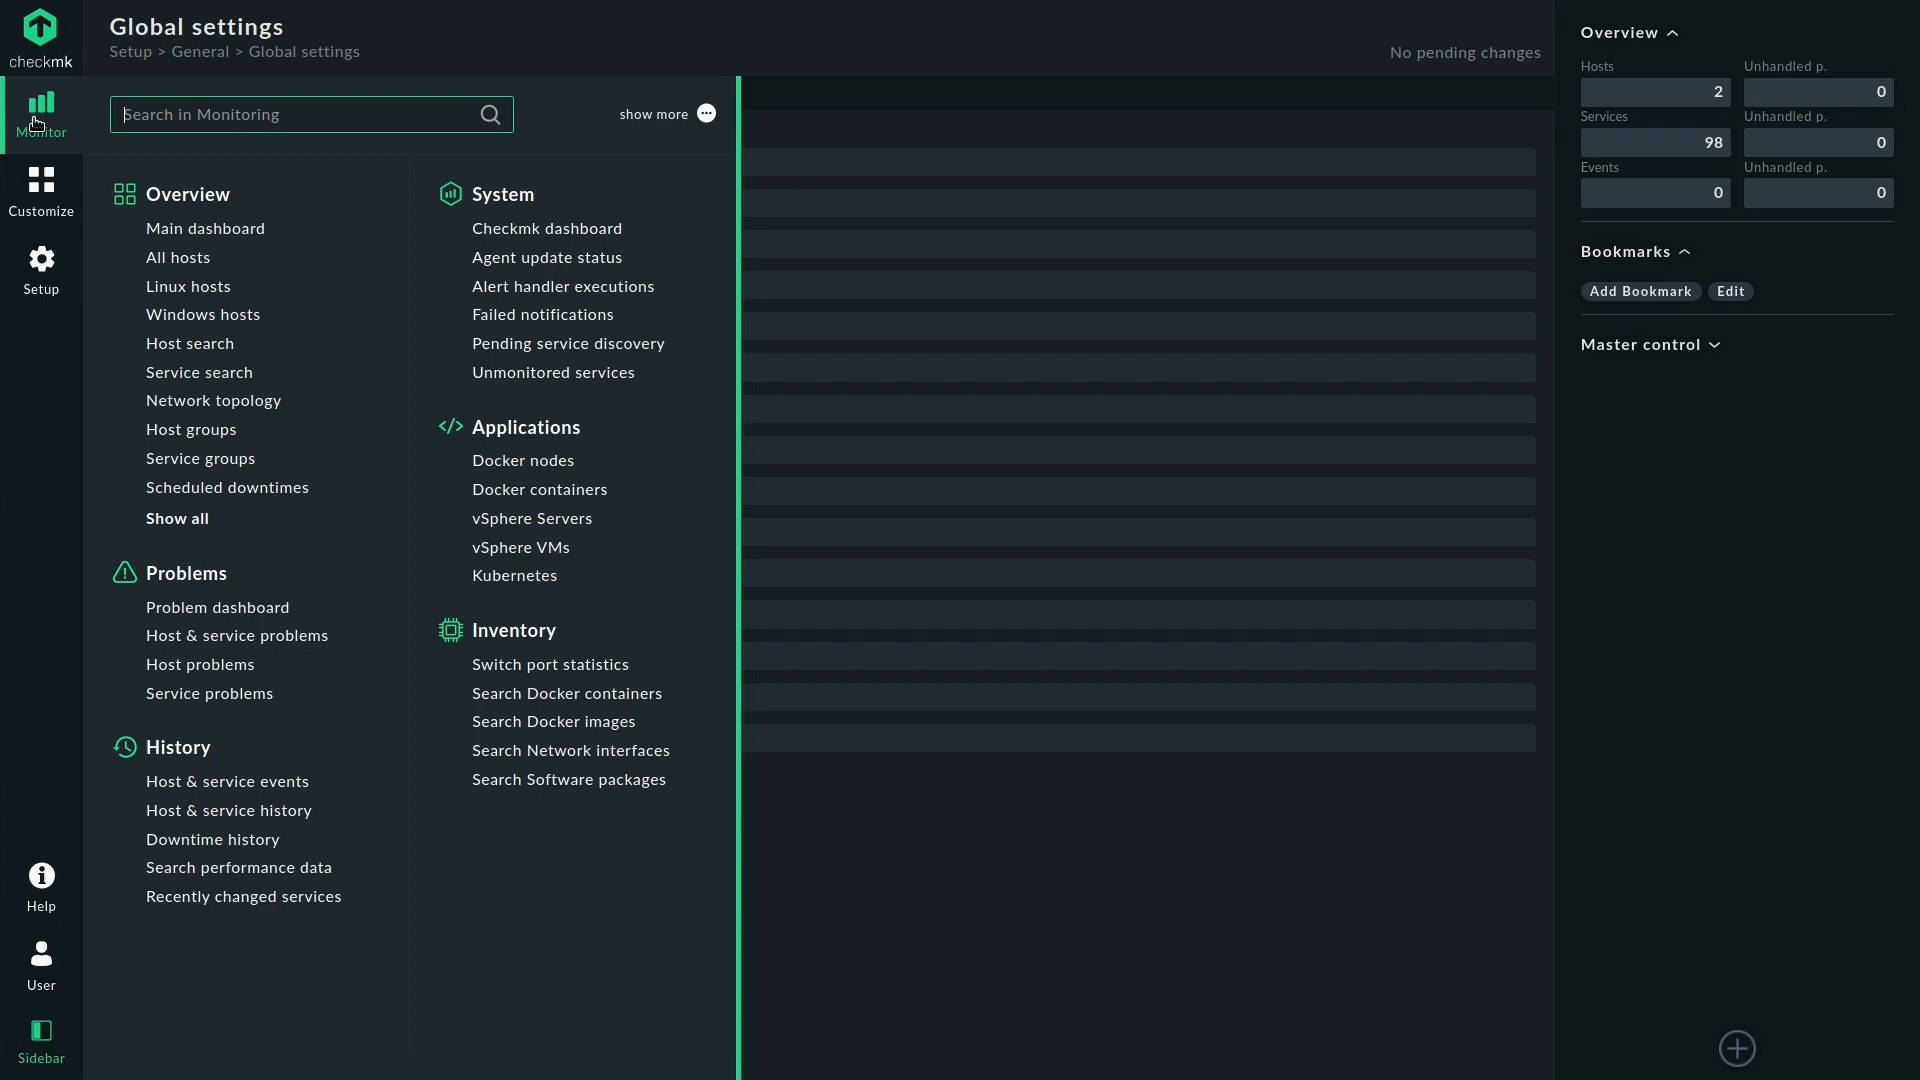 checkmk
Monitor
Customize
Setup
Help
User
Sidebar
Global settings
Setup > General > Global settings
No pending changes
Search in Monitoring
show more
Overview
Main dashboard
All hosts
Linux hosts
Windows hosts
Host search
Service search
Network topology
Host groups
Service groups
Scheduled downtimes
Show all
Problems
Problem dashboard
Host & service problems
Host problems
Service problems
History
Host & service events
Host & service history
Downtime history
Search performance data
Recently changed services
System
Checkmk dashboard
Agent update status
Alert handler executions
Failed notifications
Pending service discovery
Unmonitored services
Applications
Docker nodes
Docker containers
vSphere Servers
vSphere VMs
Kubernetes
Inventory
Switch port statistics
Search Docker containers
Search Docker images
Search Network interfaces
Search Software packages
Overview
Hosts Unhandled p.
2 0
Services Unhandled p.
98 0
Events Unhandled p.
0 0
Bookmarks
Add Bookmark Edit
Master control